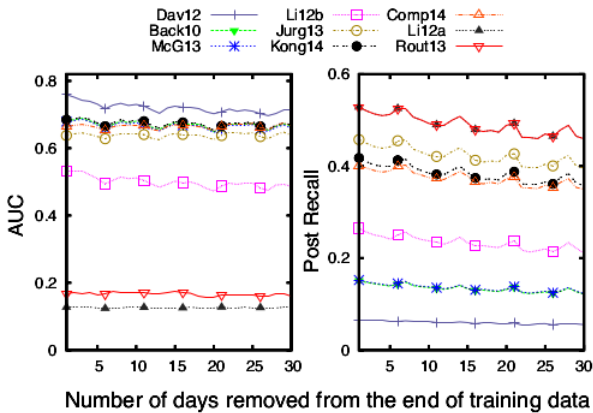 Dav12 Li12b Comp14
Back10 Jurg13 Li12a
McG13 Kong14 Rout13
0.8
0.6
0.4
0.2
0
5 10 15 20 25 30
AUC
0.6
0.4
0.2
0
5 10 15 20 25 30
Post Recall
Number of days removed from the end of training data